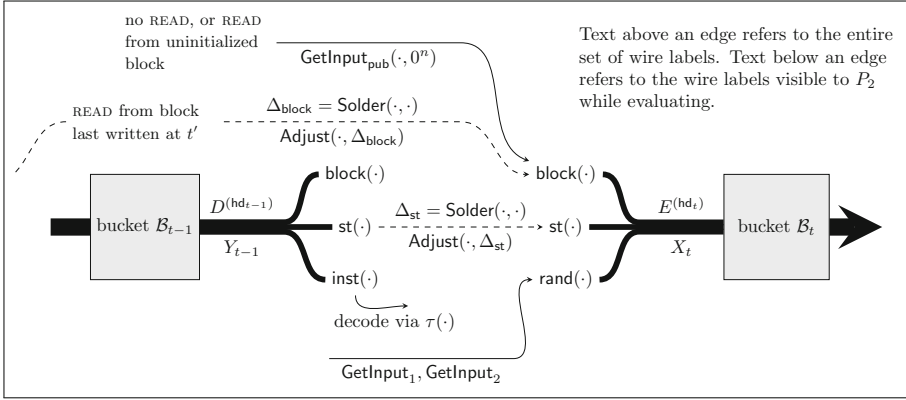 no READ, or READ
from uninitialized
block
GetInput_pub(·, 0^n)
Text above an edge refers to the entire
set of wire labels. Text below an edge
refers to the wire labels visible to P_2
while evaluating.
READ from block
last written at t′
Δ_block = Solder(·, ·)
Adjust(·, Δ_block)
block(·)
block(·)
bucket B_{t−1}
D^{(hd_{t−1})}
Y_{t−1}
st(·)
Δ_st = Solder(·, ·)
Adjust(·, Δ_st)
st(·)
E^{(hd_t)}
X_t
bucket B_t
inst(·)
rand(·)
decode via τ(·)
GetInput_1, GetInput_2